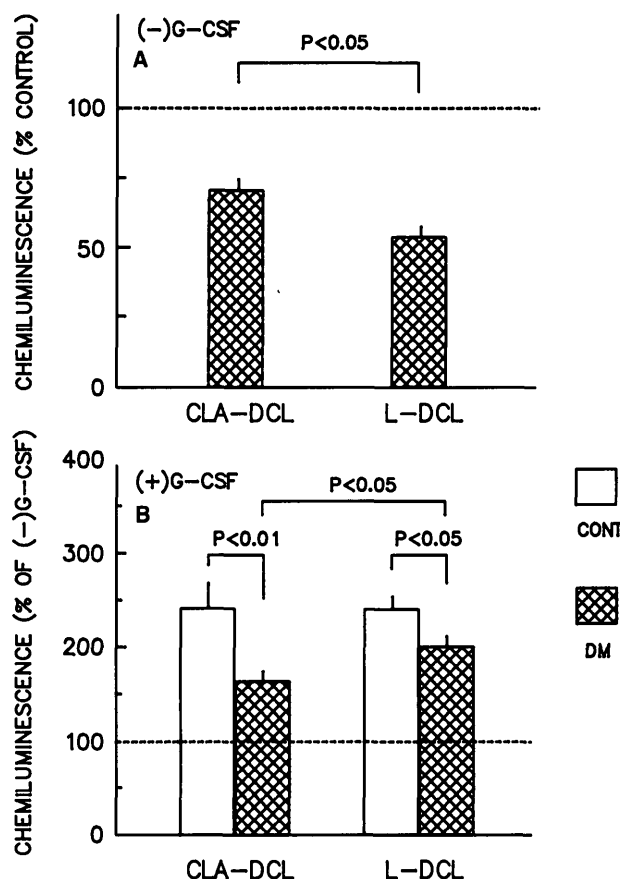 (−)G−CSF
A
P<0.05
CHEMILUMINESCENCE (% CONTROL)
100
50
0
CLA−DCL
L−DCL
(+)G−CSF
B
P<0.05
P<0.01
P<0.05
CHEMILUMINESCENCE (% OF (−)G−CSF)
400
300
200
100
0
CLA−DCL
L−DCL
CONT
DM